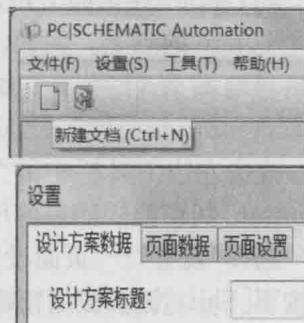 PC|SCHEMATIC Automation
文件(F) 设置(S) 工具(T) 帮助(H)
新建文档 (Ctrl+N)
设置
设计方案数据 页面数据 页面设置
设计方案标题: